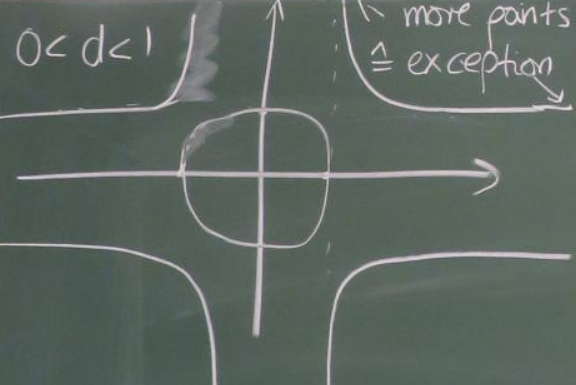 0 < d < 1
more points
≙ exception